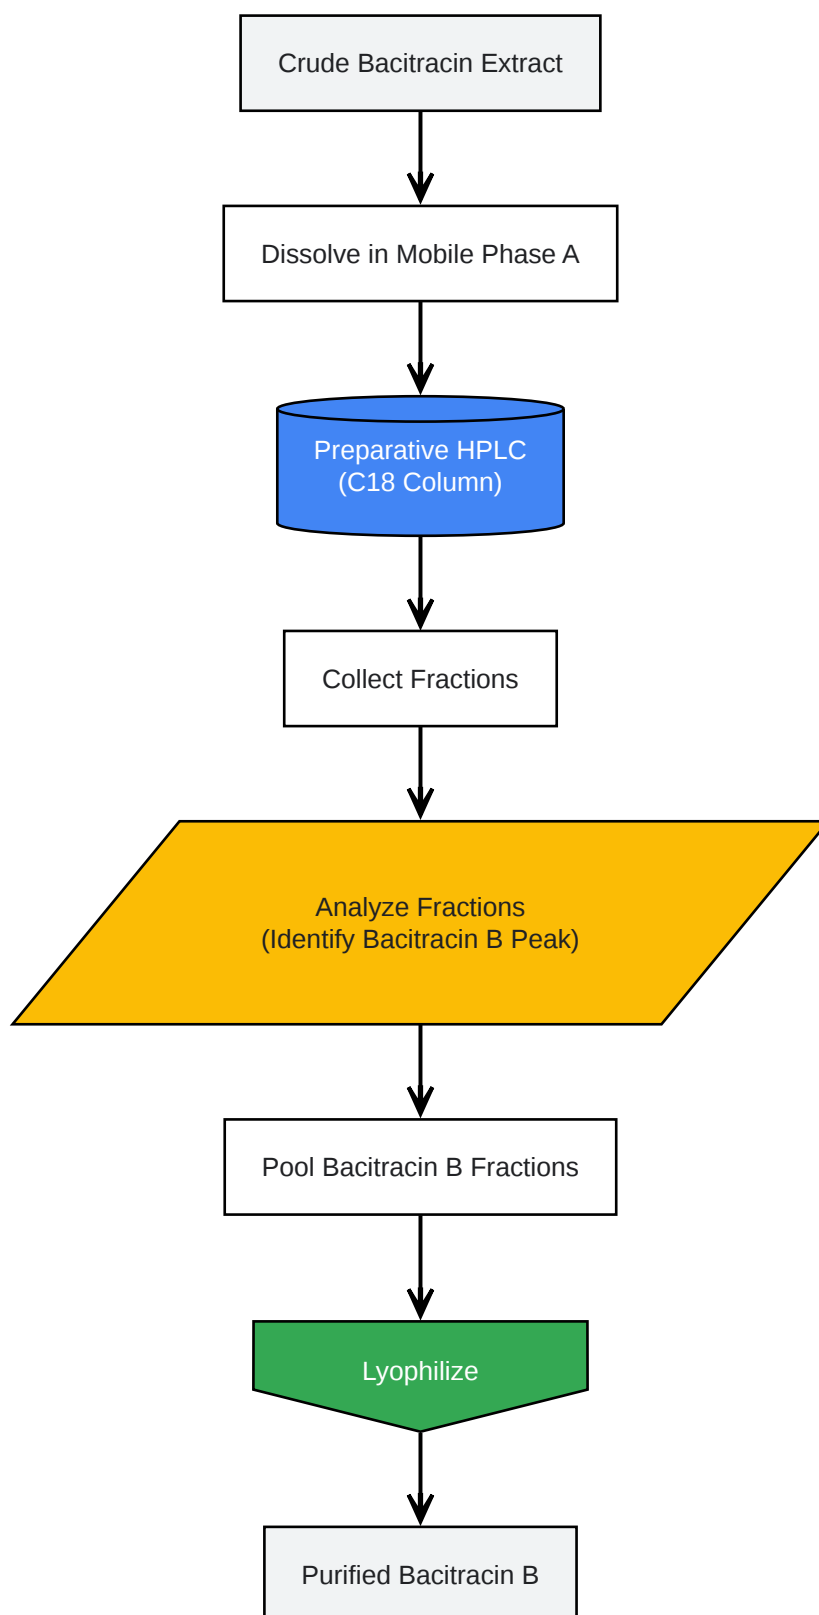 Crude Bacitracin Extract
Dissolve in Mobile Phase A
Preparative HPLC
(C18 Column)
Collect Fractions
Analyze Fractions
(Identify Bacitracin B Peak)
Pool Bacitracin B Fractions
Lyophilize
Purified Bacitracin B